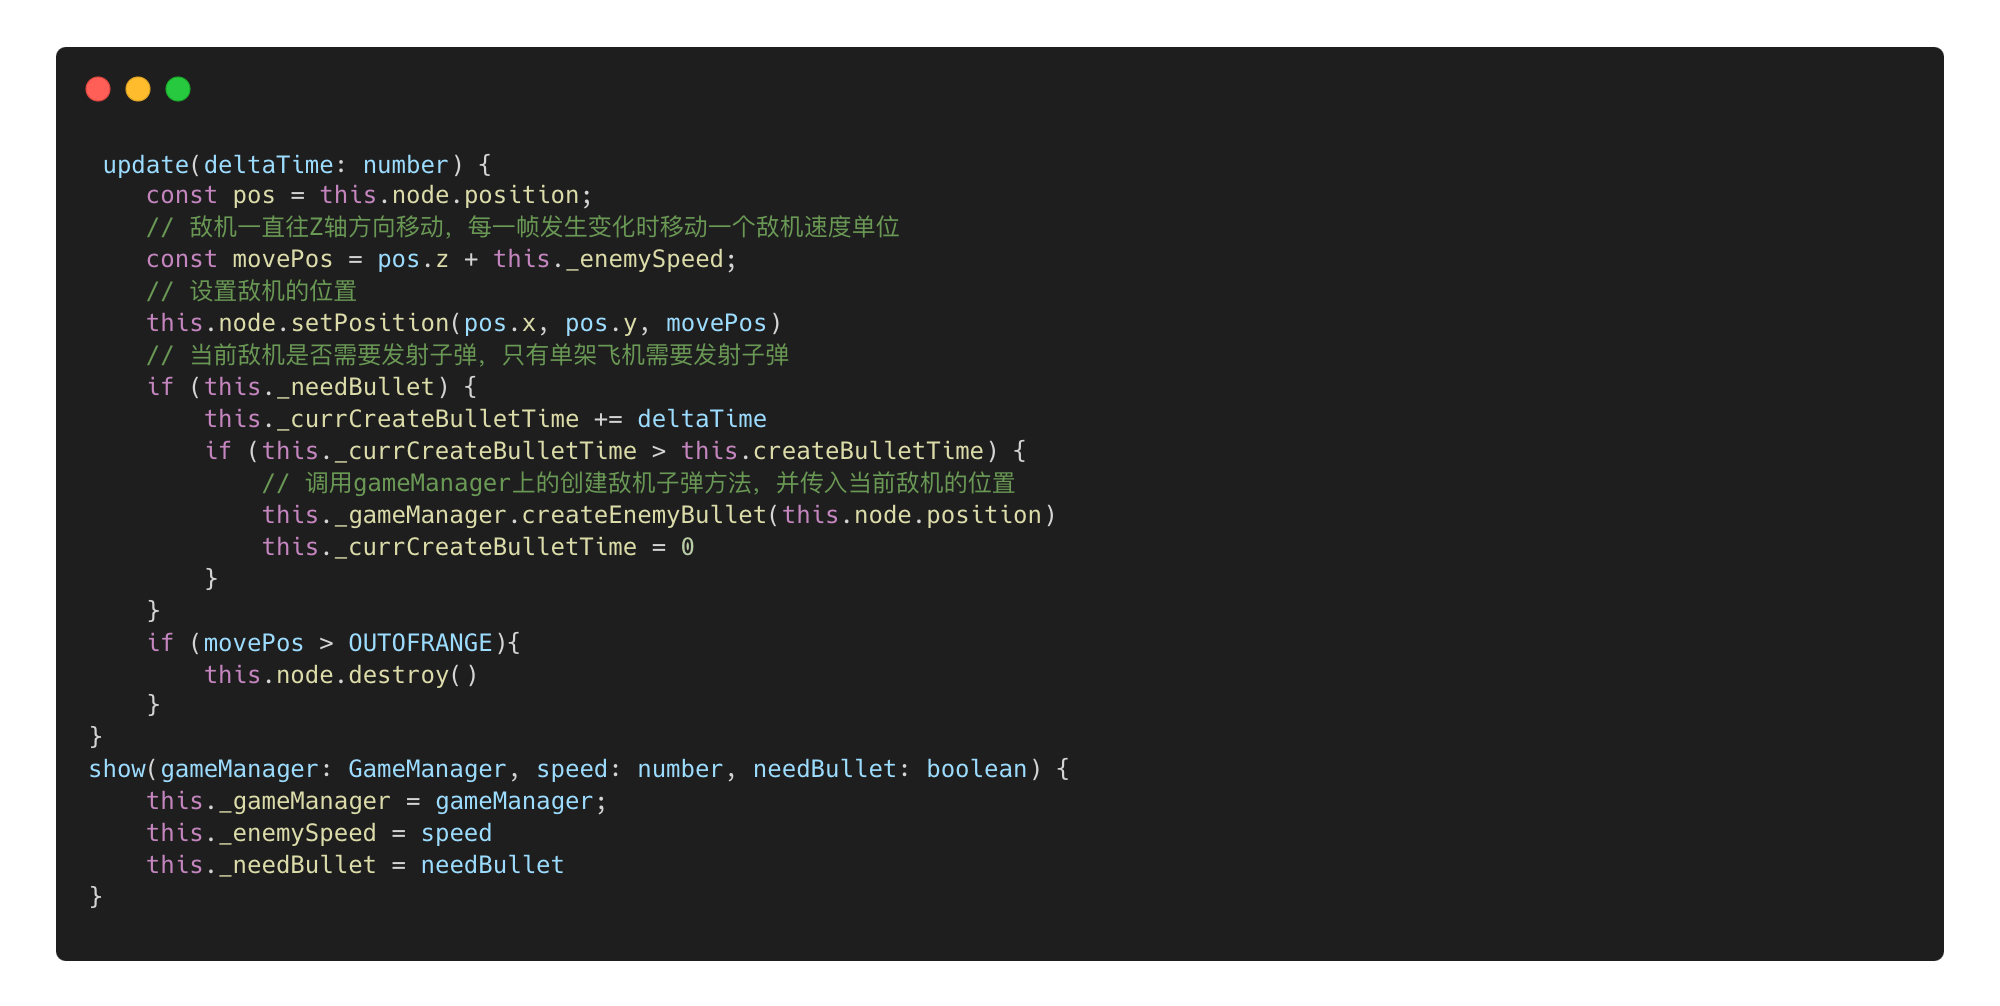 update(deltaTime: number) {
const pos = this.node.position;
// 敌机一直往Z轴方向移动，每一帧发生变化时移动一个敌机速度单位
const movePos = pos.z + this._enemySpeed;
// 设置敌机的位置
this.node.setPosition(pos.x, pos.y, movePos)
// 当前敌机是否需要发射子弹，只有单架飞机需要发射子弹
if (this._needBullet) {
this._currCreateBulletTime += deltaTime
if (this._currCreateBulletTime > this.createBulletTime) {
// 调用gameManager上的创建敌机子弹方法，并传入当前敌机的位置
this._gameManager.createEnemyBullet(this.node.position)
this._currCreateBulletTime = 0
}
}
if (movePos > OUTOFRANGE){
this.node.destroy()
}
}
show(gameManager: GameManager, speed: number, needBullet: boolean) {
this._gameManager = gameManager;
this._enemySpeed = speed
this._needBullet = needBullet
}